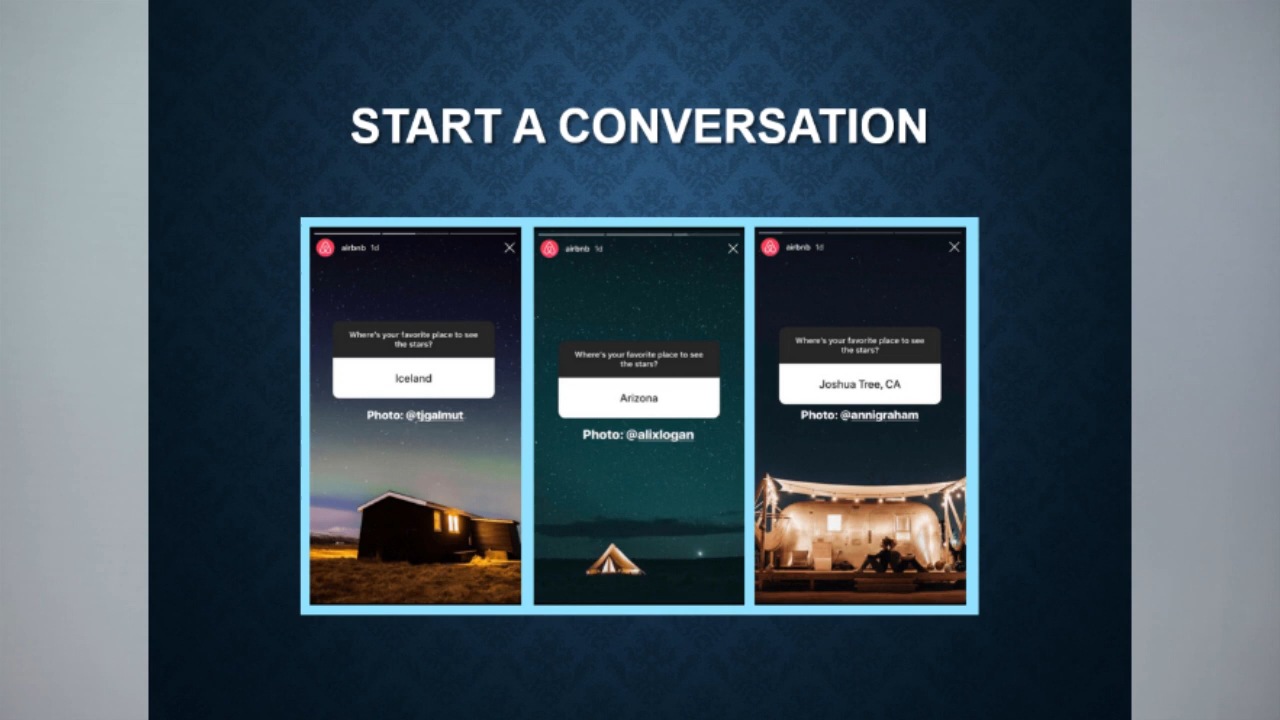 START A CONVERSATION
airbnb 1d
Where's your favorite place to see
the stars?
Iceland
Photo: @tjgalmut
airbnb 1d
Where's your favorite place to see
the stars?
Arizona
Photo: @alixlogan
airbnb 1d
Where's your favorite place to see
the stars?
Joshua Tree, CA
Photo: @annigraham